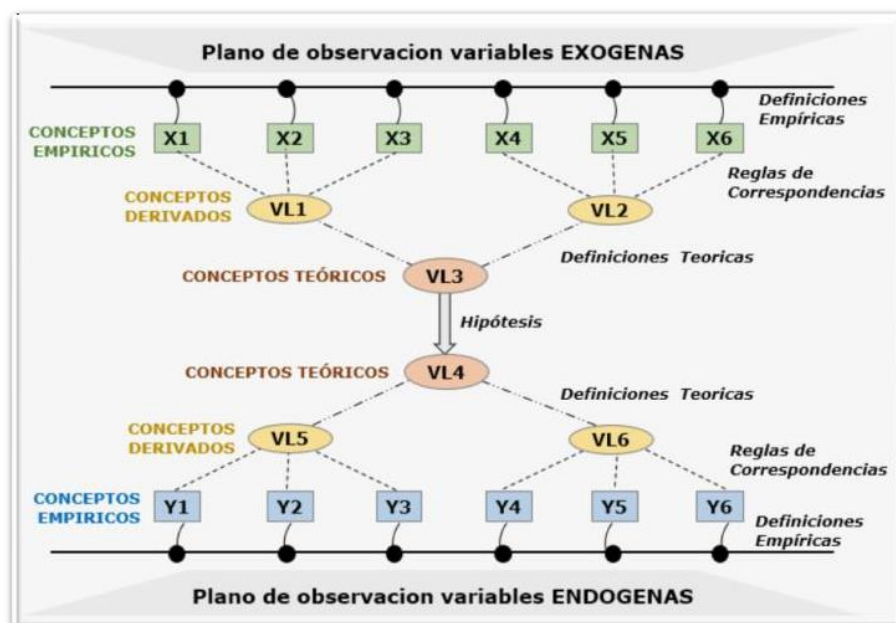 Plano de observacion variables EXOGENAS
Definiciones
Empíricas
CONCEPTOS
EMPIRICOS
X1 X2 X3 X4 X5 X6
Reglas de
Correspondencias
CONCEPTOS
DERIVADOS
VL1 VL2
Definiciones Teoricas
CONCEPTOS TEÓRICOS
VL3
Hipótesis
CONCEPTOS TEÓRICOS
VL4
Definiciones Teoricas
CONCEPTOS
DERIVADOS
VL5 VL6
Reglas de
Correspondencias
CONCEPTOS
EMPIRICOS
Y1 Y2 Y3 Y4 Y5 Y6
Definiciones
Empíricas
Plano de observacion variables ENDOGENAS